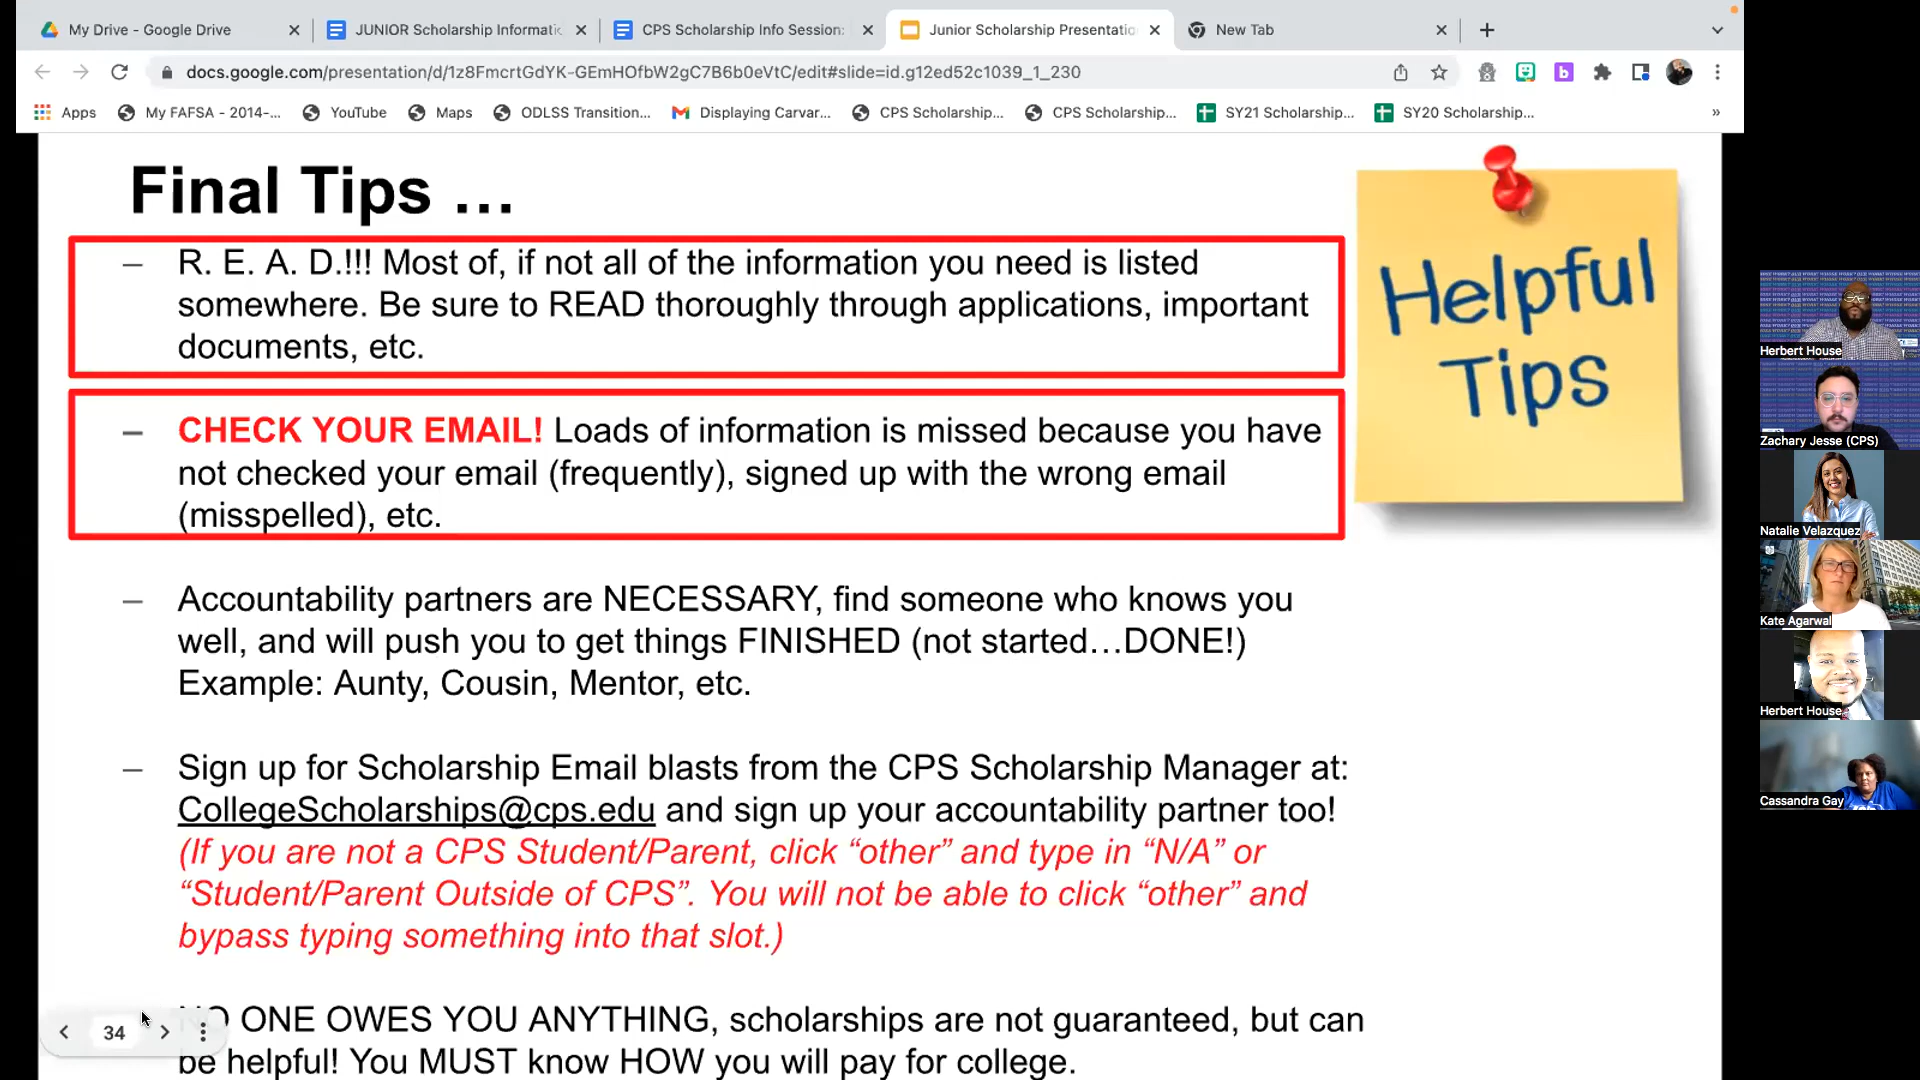 My Drive - Google Drive
JUNIOR Scholarship Informati
CPS Scholarship Info Session:
Junior Scholarship Presentatio
New Tab
docs.google.com/presentation/d/1z8FmcrtGdYK-GEmHOfbW2gC7B6b0eVtC/edit#slide=id.g12ed52c1039_1_230
Apps
My FAFSA - 2014-...
YouTube
Maps
ODLSS Transition...
Displaying Carvar...
CPS Scholarship...
CPS Scholarship...
SY21 Scholarship...
SY20 Scholarship...
»
Final Tips ...
– R. E. A. D.!!! Most of, if not all of the information you need is listed
somewhere. Be sure to READ thoroughly through applications, important
documents, etc.
– CHECK YOUR EMAIL! Loads of information is missed because you have
not checked your email (frequently), signed up with the wrong email
(misspelled), etc.
– Accountability partners are NECESSARY, find someone who knows you
well, and will push you to get things FINISHED (not started…DONE!)
Example: Aunty, Cousin, Mentor, etc.
– Sign up for Scholarship Email blasts from the CPS Scholarship Manager at:
CollegeScholarships@cps.edu and sign up your accountability partner too!
(If you are not a CPS Student/Parent, click “other” and type in “N/A” or
“Student/Parent Outside of CPS”. You will not be able to click “other” and
bypass typing something into that slot.)
NO ONE OWES YOU ANYTHING, scholarships are not guaranteed, but can
be helpful! You MUST know HOW you will pay for college.
34
Helpful
Tips
Herbert House
Zachary Jesse (CPS)
Natalie Velazquez
Kate Agarwal
Herbert House
Cassandra Gay